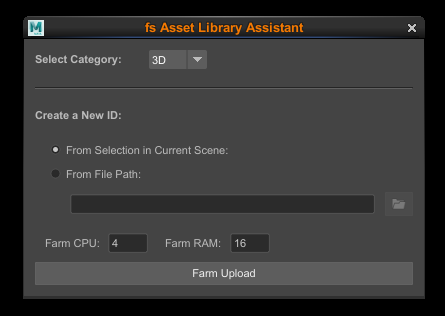 fs Asset Library Assistant
Select Category: 3D
Create a New ID:
From Selection in Current Scene:
From File Path:
Farm CPU: 4 Farm RAM: 16
Farm Upload